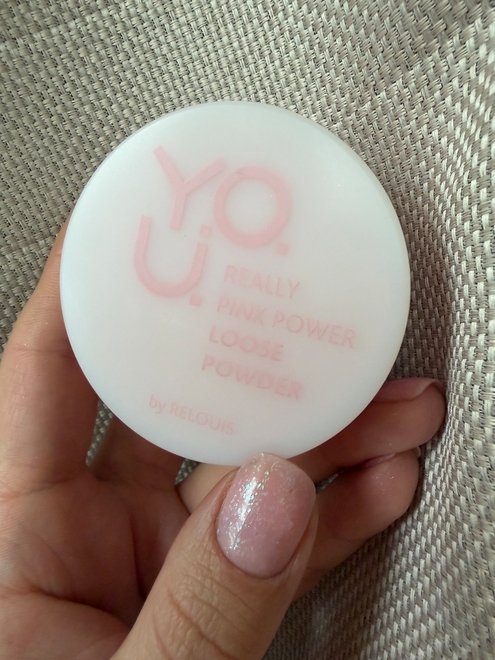 Y.O.
U.
REALLY
PINK POWER
LOOSE
POWDER
by RELOUIS